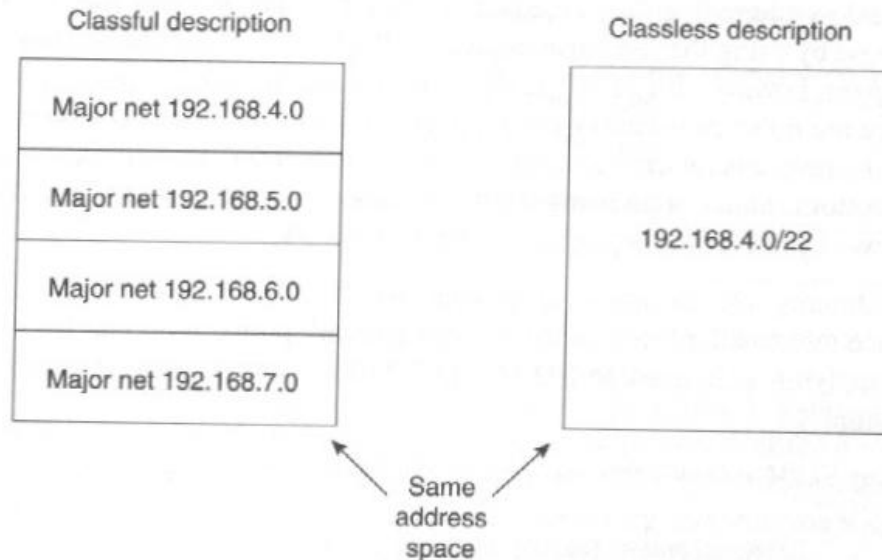 Classful description
Classless description
Major net 192.168.4.0
Major net 192.168.5.0
Major net 192.168.6.0
Major net 192.168.7.0
192.168.4.0/22
Same
address
space